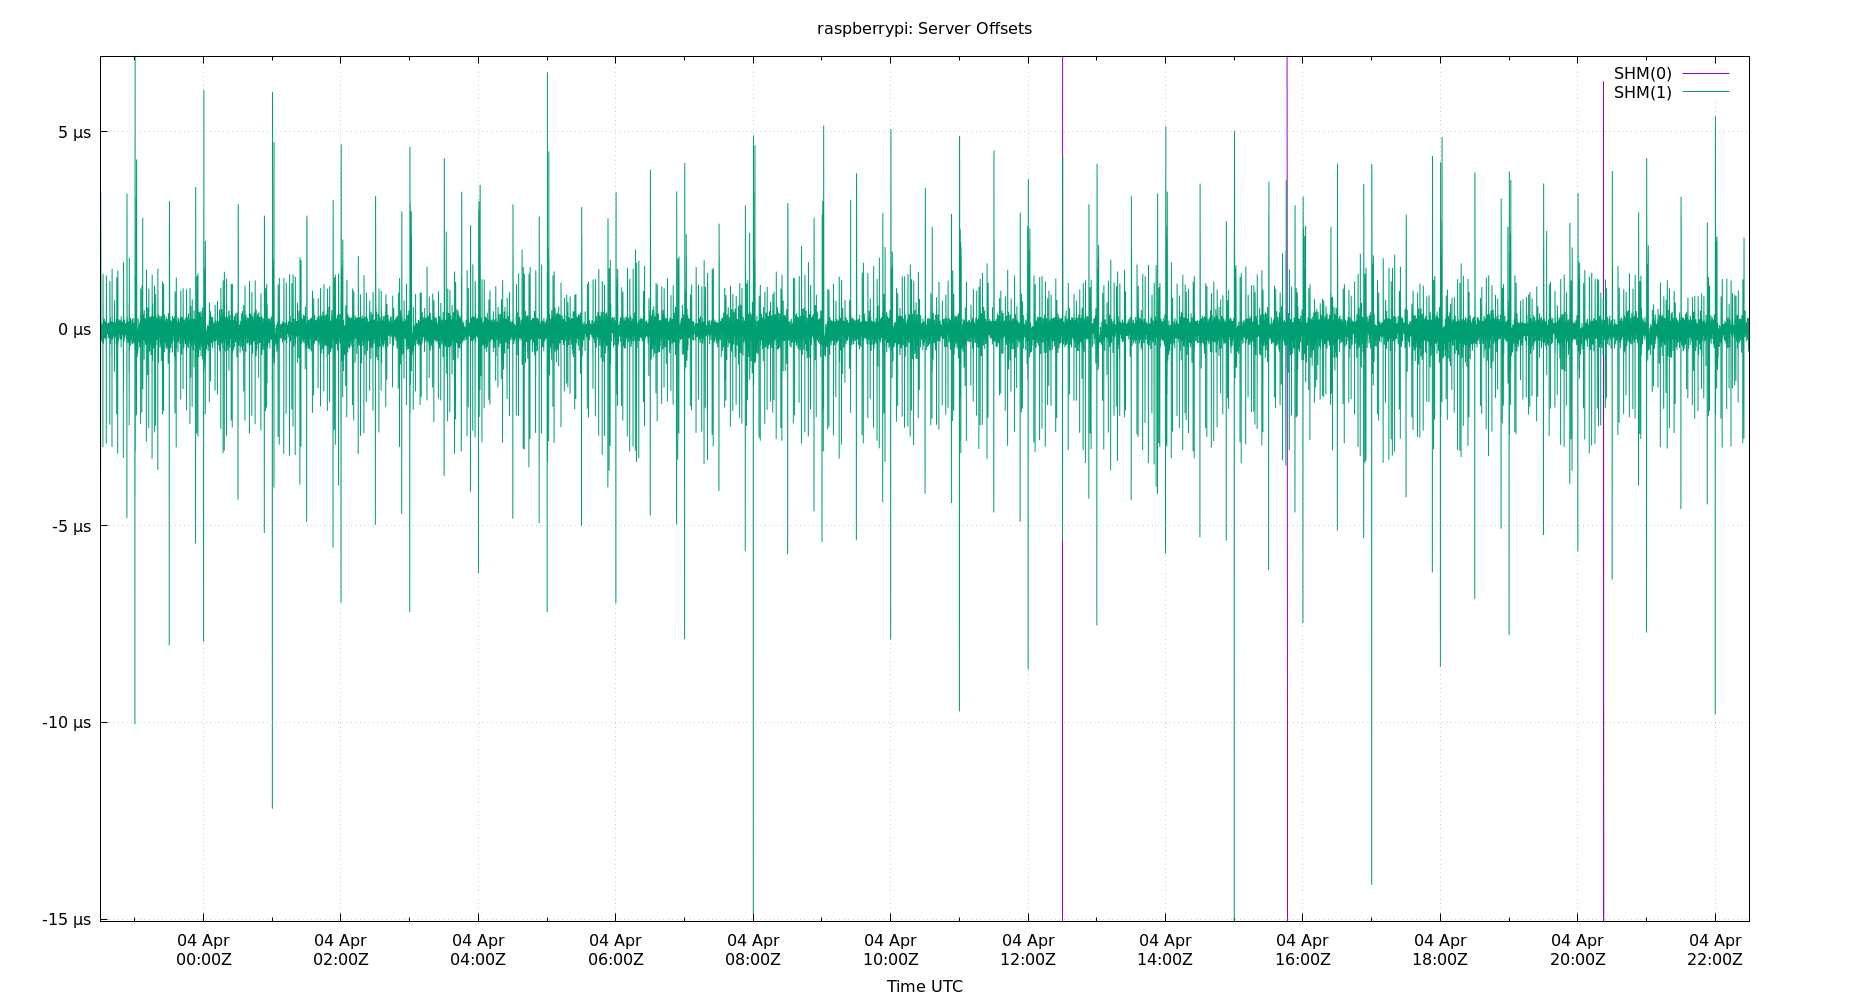 raspberrypi: Server Offsets
SHM(0)
SHM(1)
5 µs
0 µs
-5 µs
-10 µs
-15 µs
04 Apr 04 Apr 04 Apr 04 Apr 04 Apr 04 Apr 04 Apr 04 Apr 04 Apr 04 Apr 04 Apr 04 Apr
00:00Z 02:00Z 04:00Z 06:00Z 08:00Z 10:00Z 12:00Z 14:00Z 16:00Z 18:00Z 20:00Z 22:00Z
Time UTC